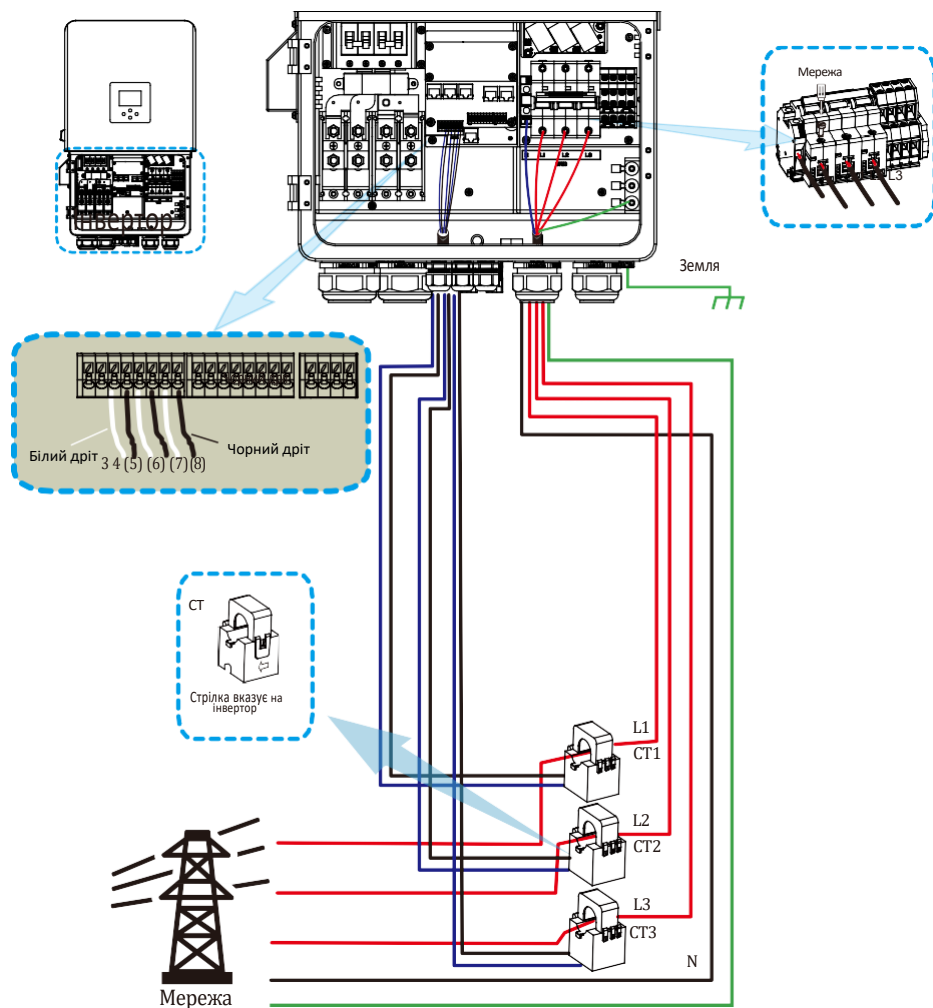 Мережа
L3
Інвертор
L1
L2
L3
Земля
Білий дріт
3 4 (5) (6) (7) (8)
Чорний дріт
CT
Стрілка вказує на
інвертор
L1
CT1
L2
CT2
L3
CT3
N
Мережа